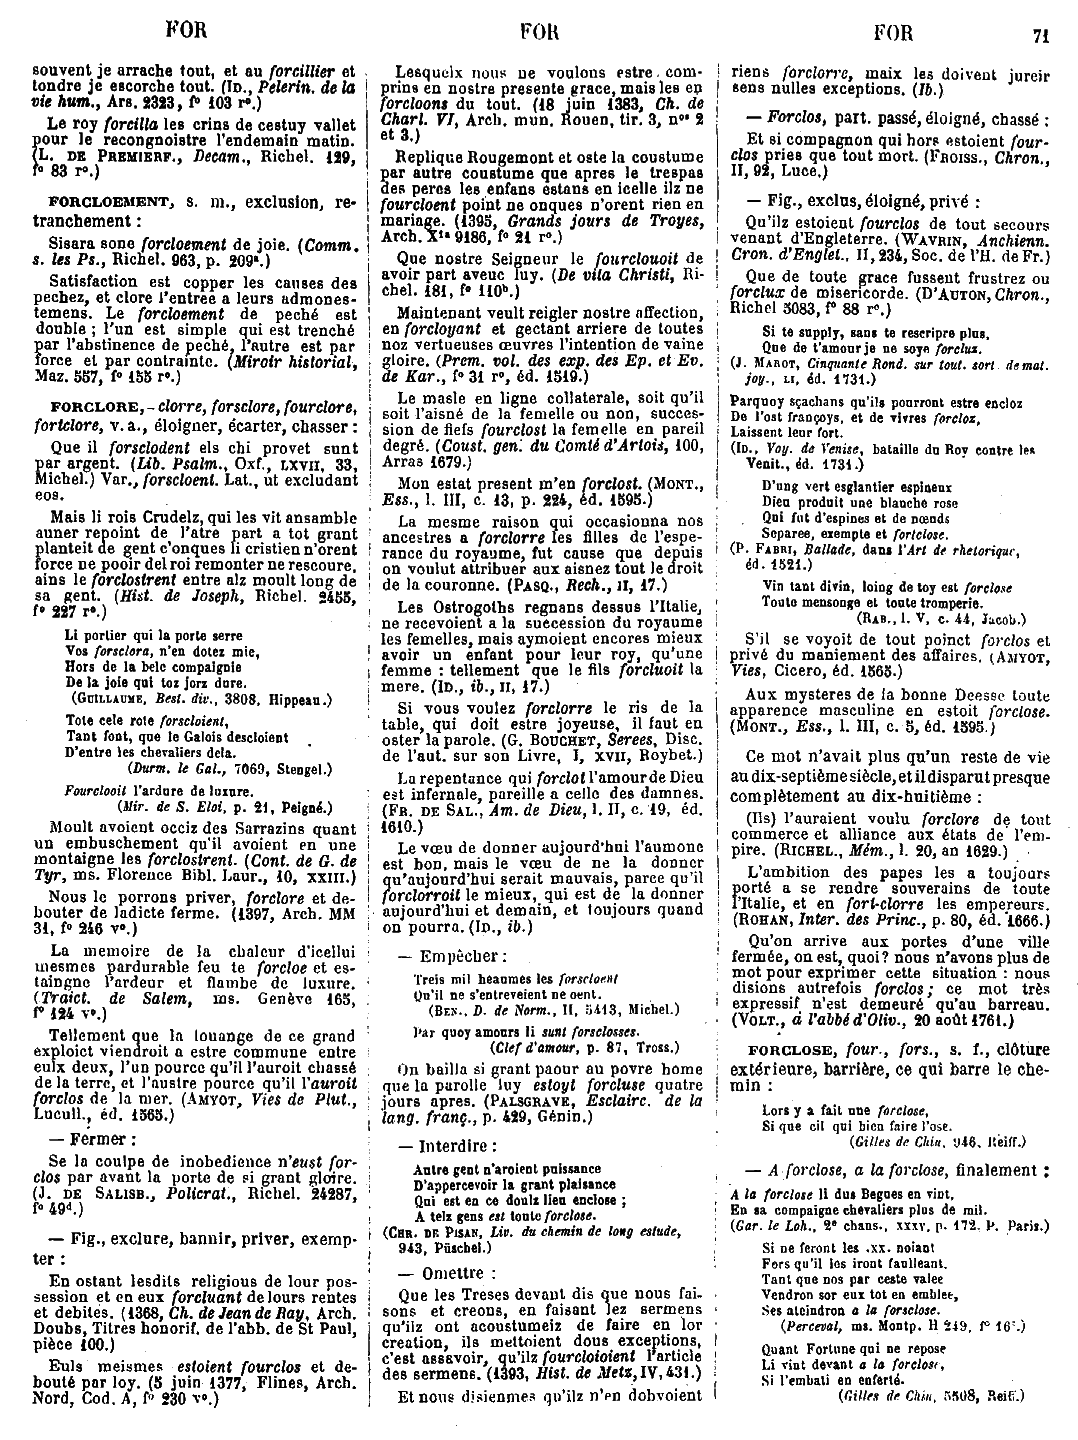 FOR
FOR
FOR
71
souvent je arrache tout, et au forcillier et
tondre je escorche tout. (ID., Pelerin. de la
vie hum., Ars. 2323, f° 103 r°.)
Le roy forcilla les crins de cestuy vallet
pour le recongnoistre l'endemain matin.
(L. DE PREMIERF., Decam., Richel. 129,
f° 83 r°.)
FORCLOEMENT, s. m., exclusion, re-
tranchement :
Sisara sone forcloement de joie. (Comm.
s. les Ps., Richel. 963, p. 209ª.)
Satisfaction est copper les causes des
pechez, et clore l'entree a leurs admones-
temens. Le forcloement de peché est
double ; l'un est simple qui est trenché
par l'abstinence de peché, l'autre est par
force et par contrainte. (Miroir historial,
Maz. 557, f° 155 r°.)
FORCLORE, - clorre, forsclore, fourclore,
fortclore, v. a., éloigner, écarter, chasser :
Que il forsclodent els chi provet sunt
par argent. (Lib. Psalm., Oxf., LXVII, 33,
Michel.) Var., forscloent. Lat., ut excludant
eos.
Mais li rois Crudelz, qui les vit ansamble
auner repoint de l'atre part a tot grant
planteit de gent c'onques li cristien n'orent
force ne pooir del roi remonter ne rescoure,
ains le forclostrent entre alz moult long de
sa gent. (Hist. de Joseph, Richel. 2455,
f° 227 r°.)
Li portier qui la porte serre
Vos forsclora, n'en dotez mie,
Hors de la bele compaignie
De la joie qui toz jorz dure.
(GUILLAUME, Best. div., 3808, Hippeau.)
Tote cele rote forscloient,
Tant font, que le Galois descloient
D'entre les chevaliers dela.
(Durm. le Gal., 7069, Stengel.)
Fourclooit l'ardure de luxure.
(Mir. de S. Eloi, p. 21, Peigné.)
Moult avoient occiz des Sarrazins quant
un embuschement qu'il avoient en une
montaigne les forclostrent. (Cont. de G. de
Tyr, ms. Florence Bibl. Laur., 10, XXIII.)
Nous le porrons priver, forclore et de-
bouter de ladicte ferme. (1397, Arch. MM
31, f° 246 v°.)
La memoire de la chaleur d'icellui
mesmes pardurable feu te forcloe et es-
taingne l'ardeur et flambe de luxure.
(Traict. de Salem, ms. Genève 165,
f° 124 v°.)
Tellement que la louange de ce grand
exploict viendroit a estre commune entre
eulx deux, l'un pource qu'il l'auroit chassé
de la terre, et l'austre pource qu'il l'auroit
forclos de la mer. (AMYOT, Vies de Plut.,
Lucull., éd. 1565.)
— Fermer :
Se la coulpe de inobedience n'eust for-
clos par avant la porte de si grant gloire.
(J. DE SALISB., Policrat., Richel. 24287,
f° 49d.)
— Fig., exclure, bannir, priver, exemp-
ter :
En ostant lesdits religious de lour pos-
session et en eux forcluant de lours rentes
et debites. (1368, Ch. de Jean de Ray, Arch.
Doubs, Titres honorif. de l'abb. de St Paul,
pièce 100.)
Euls meismes estoient fourclos et de-
bouté par loy. (5 juin 1377, Flines, Arch.
Nord, Cod. A, f° 230 v°.)
Lesquelx nous ne voulons estre com-
prins en nostre presente grace, mais les en
forcloons du tout. (18 juin 1383, Ch. de
Charl. VI, Arch. mun. Rouen, tir. 3, nos 2
et 3.)
Replique Rougemont et oste la coustume
par autre coustume que apres le trespas
des peres les enfans estans en icelle ilz ne
fourcloent point ne onques n'orent rien en
mariage. (1395, Grands jours de Troyes,
Arch. X1a 9186, f° 21 r°.)
Que nostre Seigneur le fourclouoit de
avoir part aveuc luy. (De vita Christi, Ri-
chel. 181, f° 110b.)
Maintenant veult reigler nostre affection,
en forcloyant et gectant arriere de toutes
noz vertueuses œuvres l'intention de vaine
gloire. (Prem. vol. des exp. des Ep. et Ev.
de Kar., f° 31 r°, éd. 1519.)
Le masle en ligne collaterale, soit qu'il
soit l'aisné de la femelle ou non, succes-
sion de fiefs fourclost la femelle en pareil
degré. (Coust. gen. du Comté d'Artois, 100,
Arras 1679.)
Mon estat present m'en forclost. (MONT.,
Ess., l. III, c. 13, p. 224, éd. 1595.)
La mesme raison qui occasionna nos
ancestres a forclorre les filles de l'espe-
rance du royaume, fut cause que depuis
on voulut attribuer aux aisnez tout le droit
de la couronne. (PASQ., Rech., II, 17.)
Les Ostrogoths regnans dessus l'Italie,
ne recevoient a la succession du royaume
les femelles, mais aymoient encores mieux
avoir un enfant pour leur roy, qu'une
femme : tellement que le fils forcluoit la
mere. (ID., ib., II, 17.)
Si vous voulez forclorre le ris de la
table, qui doit estre joyeuse, il faut en
oster la parole. (G. BOUCHET, Serees, Disc.
de l'aut. sur son Livre, I, XVII, Roybet.)
La repentance qui forclot l'amour de Dieu
est infernale, pareille a celle des damnes.
(FR. DE SAL., Am. de Dieu, l. II, c. 19, éd.
1610.)
Le vœu de donner aujourd'hui l'aumone
est bon, mais le vœu de ne la donner
qu'aujourd'hui serait mauvais, parce qu'il
forclorroit le mieux, qui est de la donner
aujourd'hui et demain, et toujours quand
on pourra. (ID., ib.)
— Empêcher :
Treis mil heaumes les forscloent
Qu'il ne s'entreveient ne oent.
(BEN., D. de Norm., II, 5413, Michel.)
Par quoy amours li sunt forsclosses.
(Clef d'amour, p. 87, Tross.)
On bailla si grant paour au povre home
que la parolle luy estoyt forcluse quatre
jours apres. (PALSGRAVE, Esclairc. de la
lang. franç., p. 429, Génin.)
— Interdire :
Autre gent n'aroient puissance
D'appercevoir la grant plaisance
Qui est en ce doulz lieu enclose ;
A telz gens est toute forclose.
(CHR. DE PISAN, Liv. du chemin de long estude,
943, Püschel.)
— Omettre :
Que les Treses devant dis que nous fai-
sons et creons, en faisant lez sermens
qu'ilz ont acoustumeiz de faire en lor
creation, ils mettoient dous exceptions,
c'est assavoir, qu'ilz fourcloioient l'article
des sermens. (1393, Hist. de Metz, IV, 431.)
Et nous disiemmes qu'ilz n'en dobvoient
riens forclorre, maix les doivent jureir
sens nulles exceptions. (Ib.)
— Forclos, part. passé, éloigné, chassé :
Et si compagnon qui hors estoient four-
clos pries que tout mort. (FROISS., Chron.,
II, 92, Luce.)
— Fig., exclus, éloigné, privé :
Qu'ilz estoient fourclos de tout secours
venant d'Engleterre. (WAVRIN, Anchienn.
Cron. d'Englet., II, 234, Soc. de l'H. de Fr.)
Que de toute grace fussent frustrez ou
forclux de misericorde. (D'AUTON, Chron.,
Richel 5083, f° 88 r°.)
Si te supply, sans te rescripre plus,
Que de t'amour je ne soye forclux.
(J. MAROT, Cinquante Rond. sur tout. sort. de mat.
joy., LI, éd. 1731.)
Parquoy sçachans qu'ils pourront estre encloz
De l'ost françoys, et de vivres forcloz,
Laissent leur fort.
(ID., Voy. de Venise, bataille du Roy contre les
Venit., éd. 1731.)
D'ung vert esglantier espineux
Dieu produit une blanche rose
Qui fut d'espines et de nœuds
Separee, exempte et fortclose.
(P. FABRI, Ballade, dans l'Art de rhetorique,
éd. 1521.)
Vin tant divin, loing de toy est forclose
Toute mensonge et toute tromperie.
(RAB., l. V, c. 44, Jacob.)
S'il se voyoit de tout poinct forclos et
privé du maniement des affaires. (AMYOT,
Vies, Cicero, éd. 1565.)
Aux mysteres de la bonne Deesse toute
apparence masculine en estoit forclose.
(MONT., Ess., l. III, c. 5, éd. 1595.)
Ce mot n'avait plus qu'un reste de vie
au dix-septième siècle, et il disparut presque
complètement au dix-huitième :
(Ils) l'auraient voulu forclore de tout
commerce et alliance aux états de l'em-
pire. (RICHEL., Mém., l. 20, an 1629.)
L'ambition des papes les a toujours
porté a se rendre souverains de toute
l'Italie, et en fort-clorre les empereurs.
(ROHAN, Inter. des Princ., p. 80, éd. 1666.)
Qu'on arrive aux portes d'une ville
fermée, on est, quoi? nous n'avons plus de
mot pour exprimer cette situation : nous
disions autrefois forclos ; ce mot très
expressif n'est demeuré qu'au barreau.
(VOLT., à l'abbé d'Oliv., 20 août 1761.)
FORCLOSE, four., fors., s. f., clôture
extérieure, barrière, ce qui barre le che-
min :
Lors y a fait une forclose,
Si que cil qui bien faire l'ose.
(Gilles de Chin, 946, Reiff.)
— A forclose, a la forclose, finalement :
A la forclose li dus Begues en vint,
En sa compaigne chevaliers plus de mil.
(Gar. le Loh., 2e chans., XXXV, p. 172. P. Paris.)
Si ne feront les .xx. noiant
Fors qu'il les iront faulleant.
Tant que nos par ceste valee
Vendron sor eux tot en emblee,
Ses ateindron a la forsclose.
(Perceval, ms. Montp. H 249, f° 16c.)
Quant Fortune qui ne repose
Li vint devant a la forclose,
Si l'embati en enferté.
(Gilles de Chin, 5508, Reiff.)